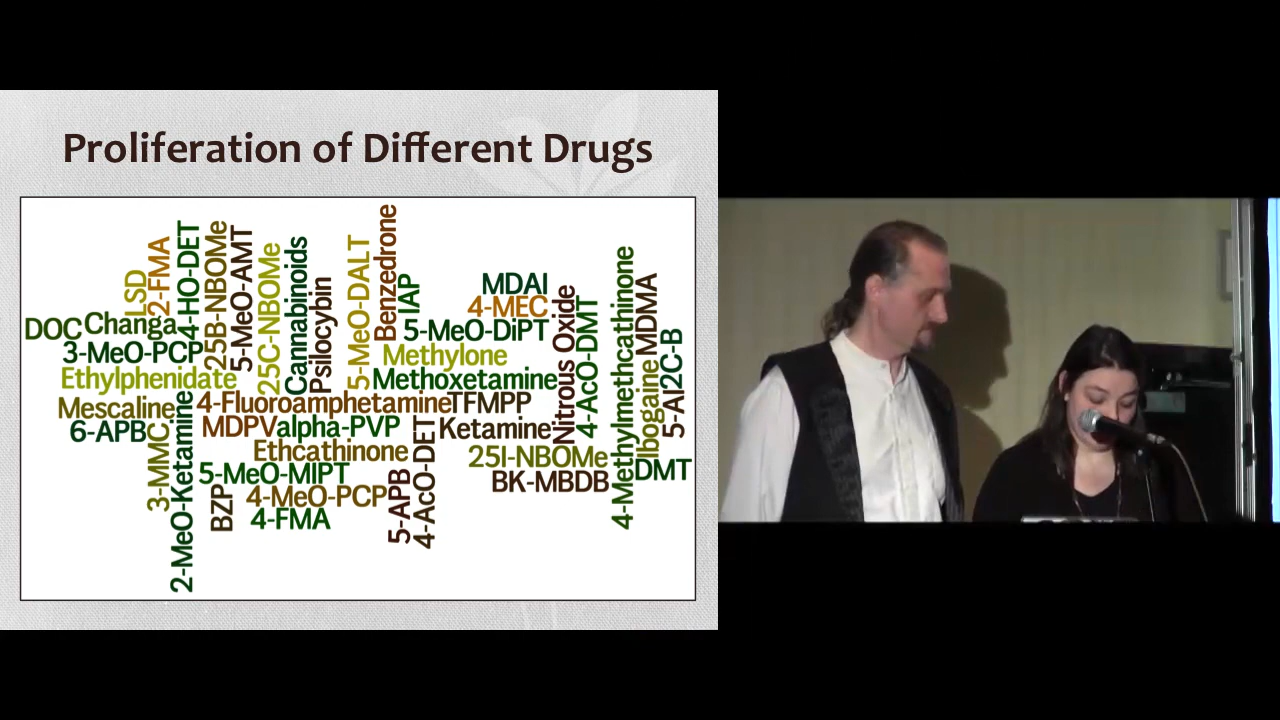 Proliferation of Different Drugs
LSD
2-FMA
4-HO-DET
25B-NBOMe
5-MeO-AMT
25C-NBOMe
Cannabinoids
Psilocybin
5-MeO-DALT
Benzedrone
IAP
MDAI
4-MEC
5-MeO-DiPT
Nitrous Oxide
4-AcO-DMT
4-Methylmethcathinone
MDMA
DOC
Changa
3-MeO-PCP
Methylone
Ethylphenidate
Methoxetamine
Ibogaine
5-AI
2C-B
Mescaline
4-Fluoroamphetamine
TFMPP
6-APB
MDPV
alpha-PVP
Ketamine
3-MMC
2-MeO-Ketamine
Ethcathinone
25I-NBOMe
DMT
5-MeO-MIPT
BK-MBDB
BZP
4-MeO-PCP
5-APB
4-AcO-DET
4-FMA